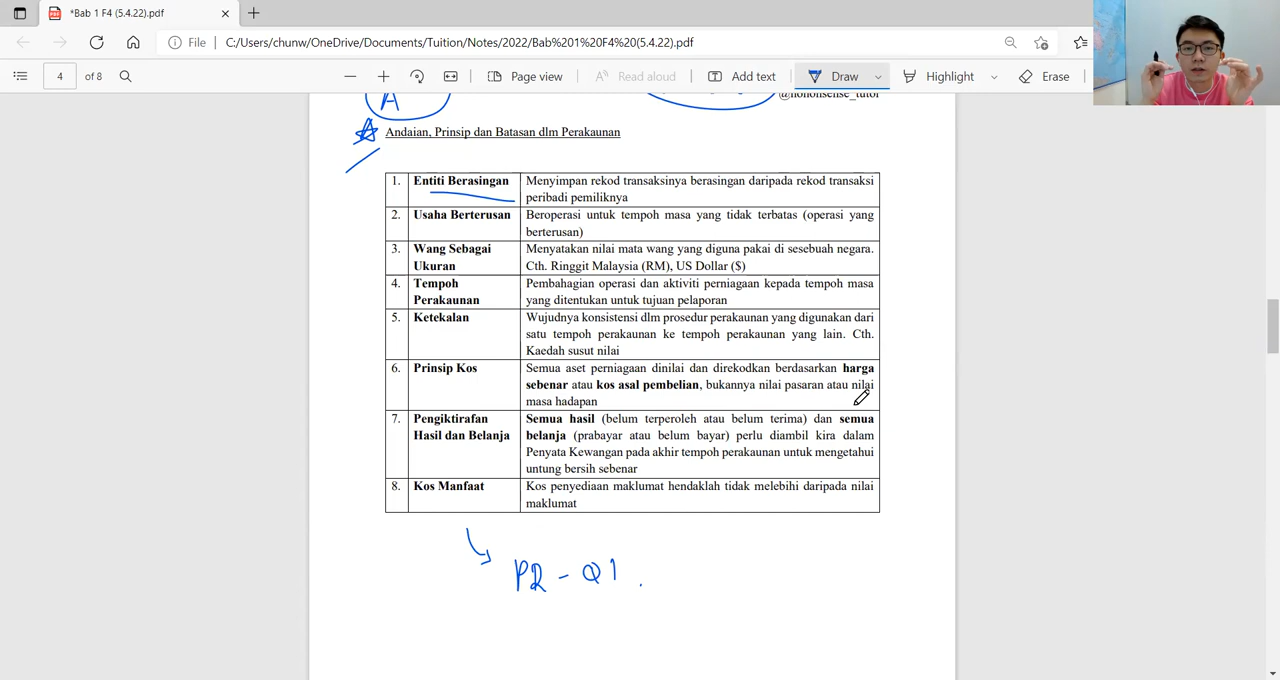 *Bab 1 F4 (5.4.22).pdf
File C:/Users/chunw/OneDrive/Documents/Tuition/Notes/2022/Bab%201%20F4%20(5.4.22).pdf
4 of 8 Page view Read aloud Add text Draw Highlight Erase
A @nononsense_tutor
Andaian, Prinsip dan Batasan dlm Perakaunan
1. Entiti Berasingan Menyimpan rekod transaksinya berasingan daripada rekod transaksi
peribadi pemiliknya
2. Usaha Berterusan Beroperasi untuk tempoh masa yang tidak terbatas (operasi yang
berterusan)
3. Wang Sebagai Menyatakan nilai mata wang yang diguna pakai di sesebuah negara.
Ukuran Cth. Ringgit Malaysia (RM), US Dollar ($)
4. Tempoh Pembahagian operasi dan aktiviti perniagaan kepada tempoh masa
Perakaunan yang ditentukan untuk tujuan pelaporan
5. Ketekalan Wujudnya konsistensi dlm prosedur perakaunan yang digunakan dari
satu tempoh perakaunan ke tempoh perakaunan yang lain. Cth.
Kaedah susut nilai
6. Prinsip Kos Semua aset perniagaan dinilai dan direkodkan berdasarkan harga
sebenar atau kos asal pembelian, bukannya nilai pasaran atau nilai
masa hadapan
7. Pengiktirafan Semua hasil (belum terperoleh atau belum terima) dan semua
Hasil dan Belanja belanja (prabayar atau belum bayar) perlu diambil kira dalam
Penyata Kewangan pada akhir tempoh perakaunan untuk mengetahui
untung bersih sebenar
8. Kos Manfaat Kos penyediaan maklumat hendaklah tidak melebihi daripada nilai
maklumat
P2 - Q1 .